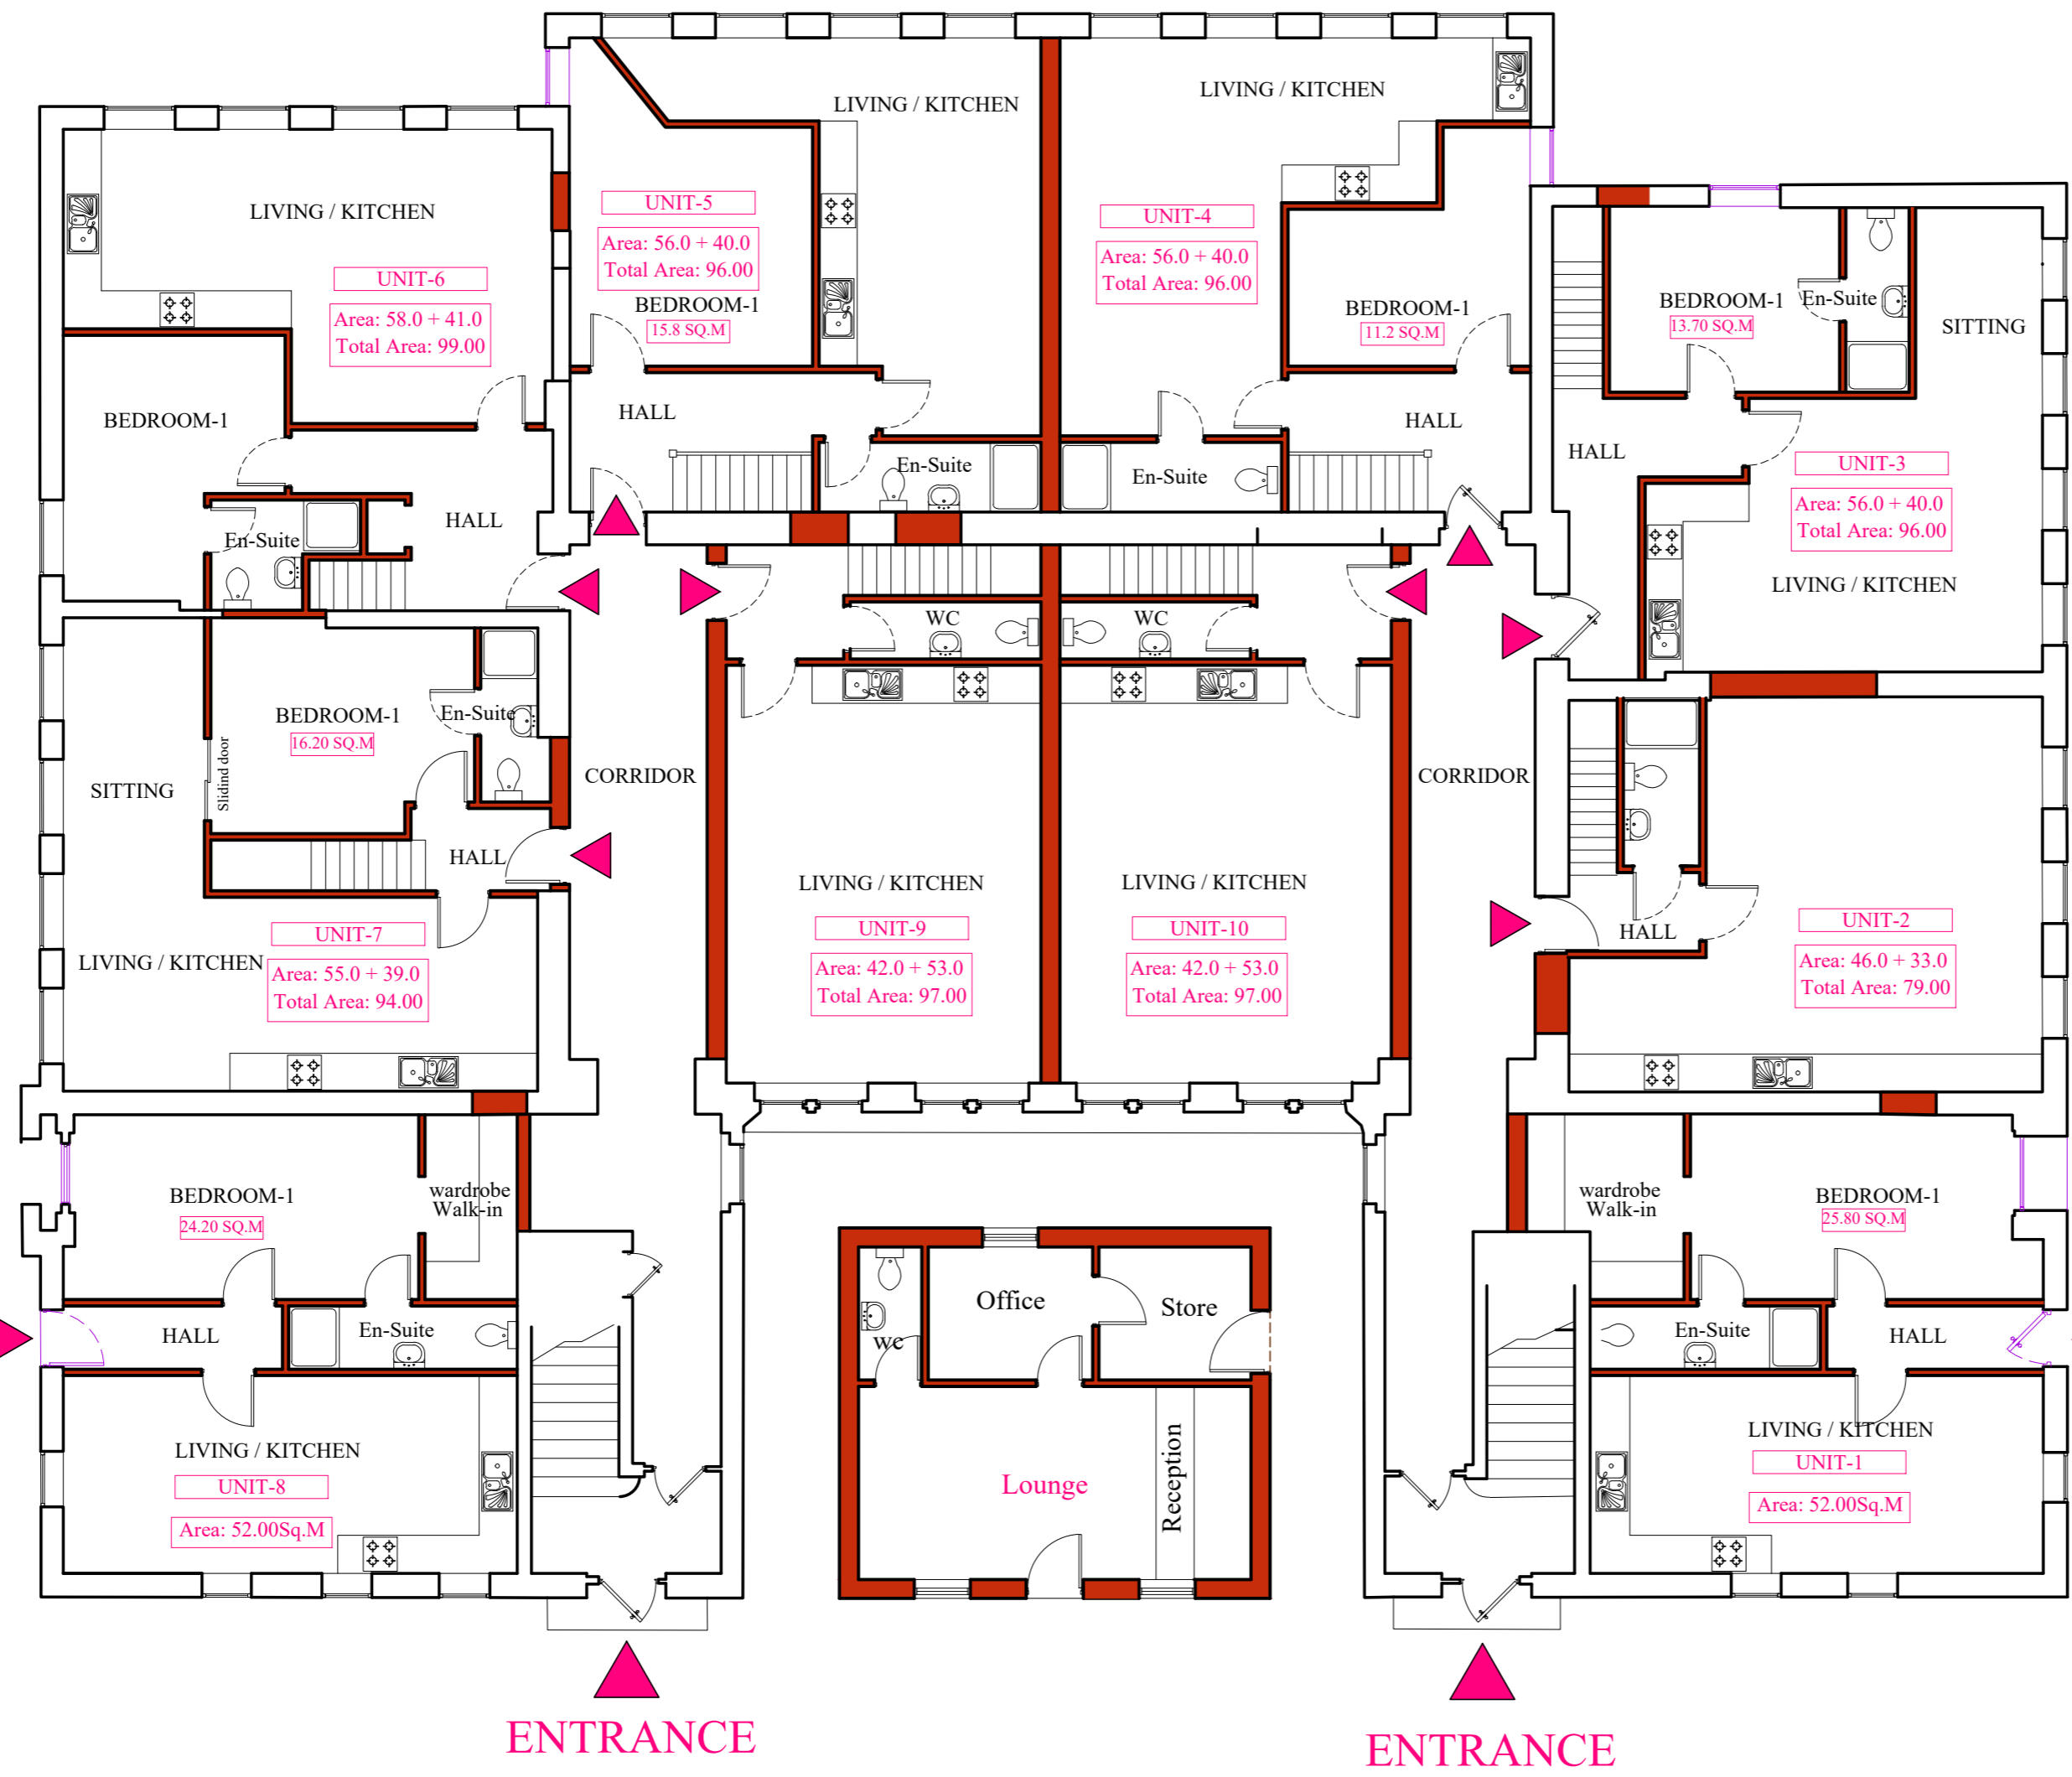 LIVING / KITCHEN
UNIT-6
Area: 58.0 + 41.0
Total Area: 99.00
BEDROOM-1
En-Suite
HALL
LIVING / KITCHEN
UNIT-5
Area: 56.0 + 40.0
Total Area: 96.00
BEDROOM-1
15.8 SQ.M
HALL
En-Suite
LIVING / KITCHEN
UNIT-4
Area: 56.0 + 40.0
Total Area: 96.00
BEDROOM-1
11.2 SQ.M
HALL
En-Suite
BEDROOM-1
13.70 SQ.M
En-Suite
SITTING
HALL
UNIT-3
Area: 56.0 + 40.0
Total Area: 96.00
LIVING / KITCHEN
BEDROOM-1
16.20 SQ.M
En-Suite
SITTING
Slidind door
HALL
LIVING / KITCHEN
UNIT-7
Area: 55.0 + 39.0
Total Area: 94.00
CORRIDOR
WC
LIVING / KITCHEN
UNIT-9
Area: 42.0 + 53.0
Total Area: 97.00
WC
LIVING / KITCHEN
UNIT-10
Area: 42.0 + 53.0
Total Area: 97.00
CORRIDOR
HALL
UNIT-2
Area: 46.0 + 33.0
Total Area: 79.00
BEDROOM-1
24.20 SQ.M
wardrobe
Walk-in
HALL
En-Suite
LIVING / KITCHEN
UNIT-8
Area: 52.00Sq.M
Office
Store
wc
Lounge
Reception
wardrobe
Walk-in
BEDROOM-1
25.80 SQ.M
En-Suite
HALL
LIVING / KITCHEN
UNIT-1
Area: 52.00Sq.M
ENTRANCE
ENTRANCE